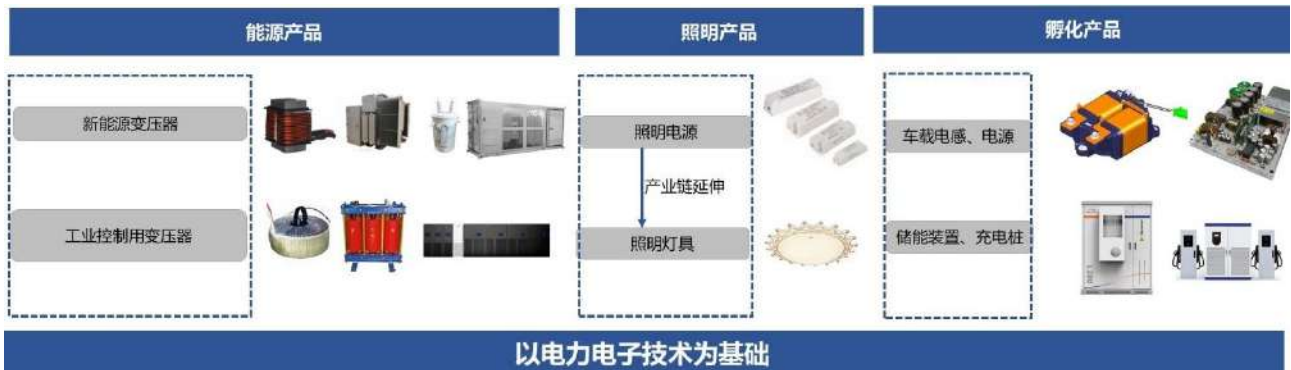 能源产品
照明产品
孵化产品
新能源变压器
工业控制用变压器
照明电源
产业链延伸
照明灯具
车载电感、电源
储能装置、充电桩
以电力电子技术为基础